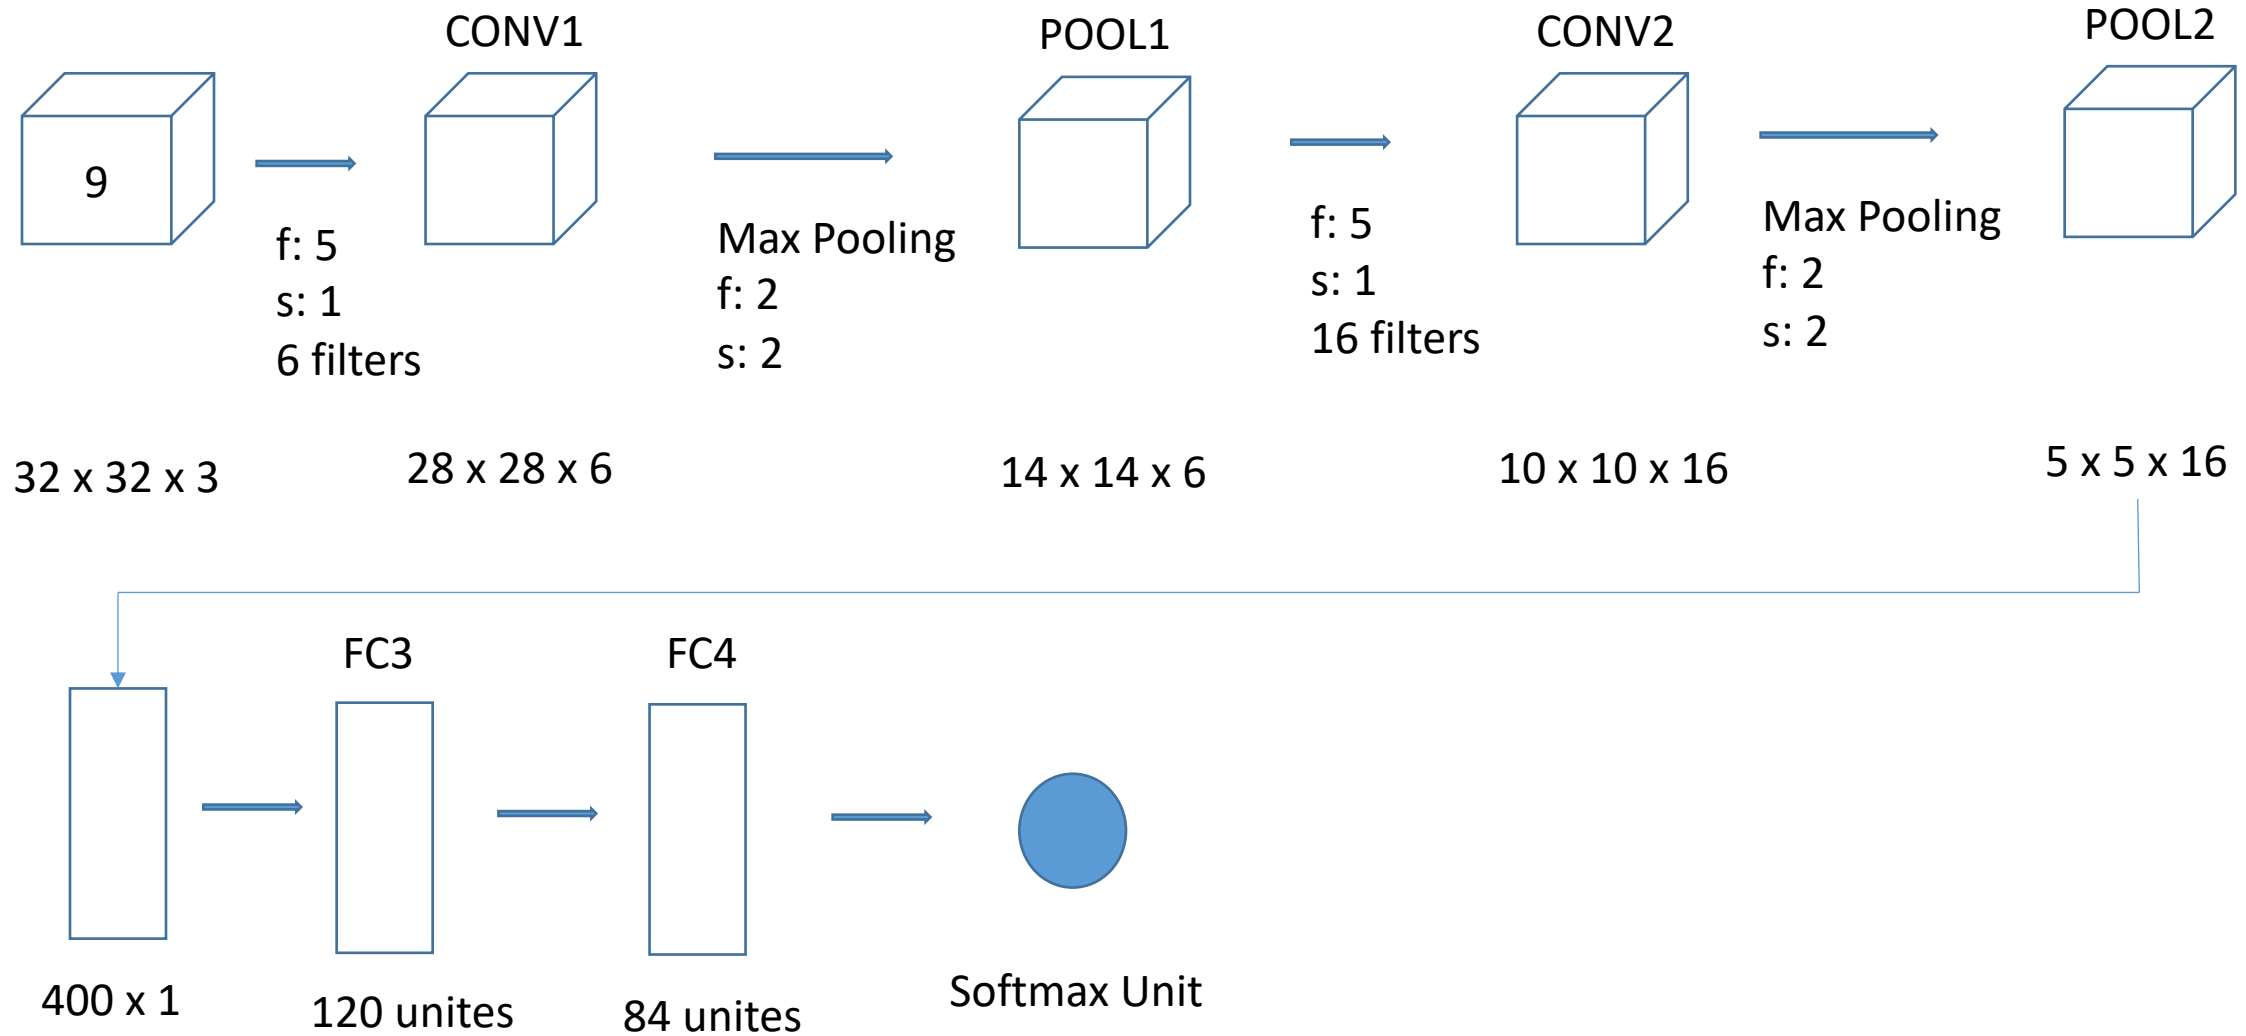 CONV1
POOL1
CONV2
POOL2
9
f: 5
s: 1
6 filters
Max Pooling
f: 2
s: 2
f: 5
s: 1
16 filters
Max Pooling
f: 2
s: 2
32 x 32 x 3
28 x 28 x 6
14 x 14 x 6
10 x 10 x 16
5 x 5 x 16
FC3
FC4
400 x 1
120 unites
84 unites
Softmax Unit